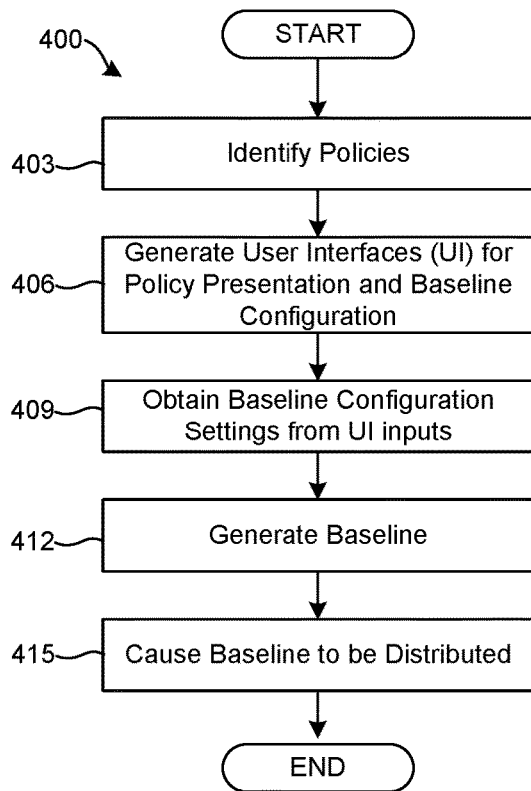 400
START
403
Identify Policies
406
Generate User Interfaces (UI) for
Policy Presentation and Baseline
Configuration
409
Obtain Baseline Configuration
Settings from UI inputs
412
Generate Baseline
415
Cause Baseline to be Distributed
END